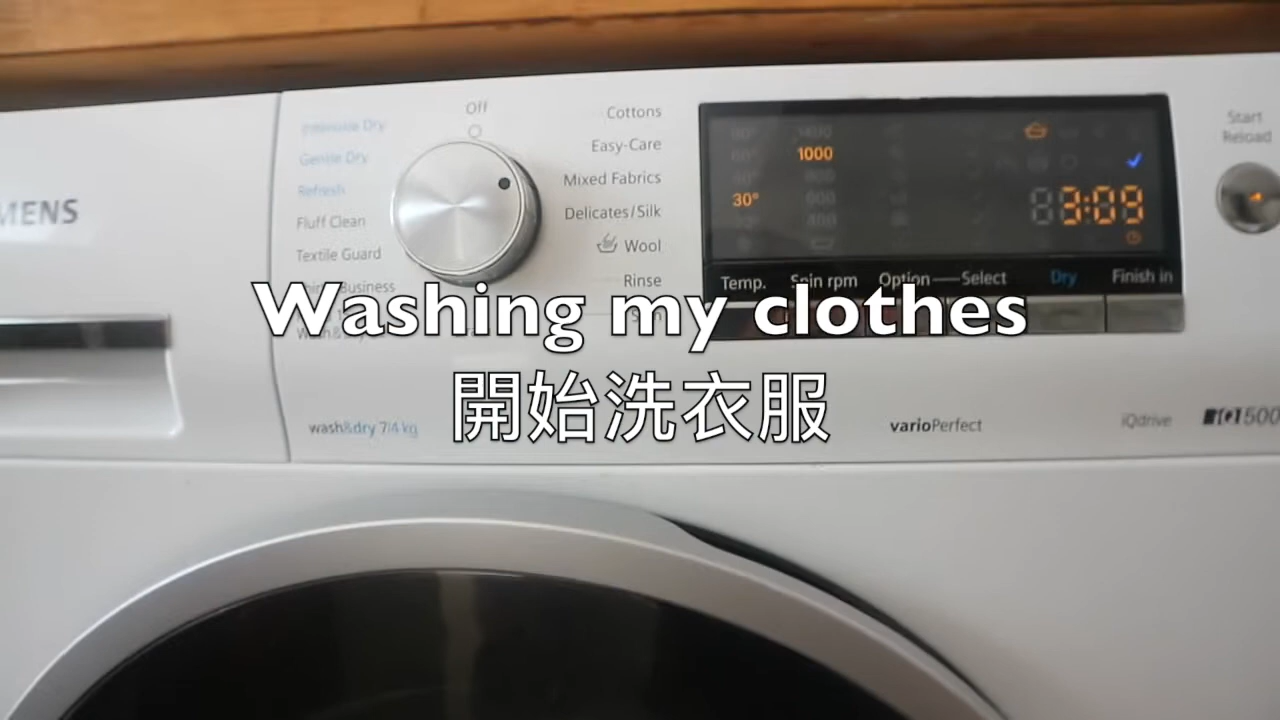 Off
Cottons
Easy-Care
Mixed Fabrics
Delicates/Silk
Wool
Rinse
Intensive Dry
Gentle Dry
Refresh
Fluff Clean
Textile Guard
Business
MENS
1000
30°
3:09
Temp.
Spin rpm
Option
Select
Dry
Finish in
Start
Reload
Washing my clothes
開始洗衣服
wash&dry 7/4 kg
varioPerfect
iQdrive
iQ500